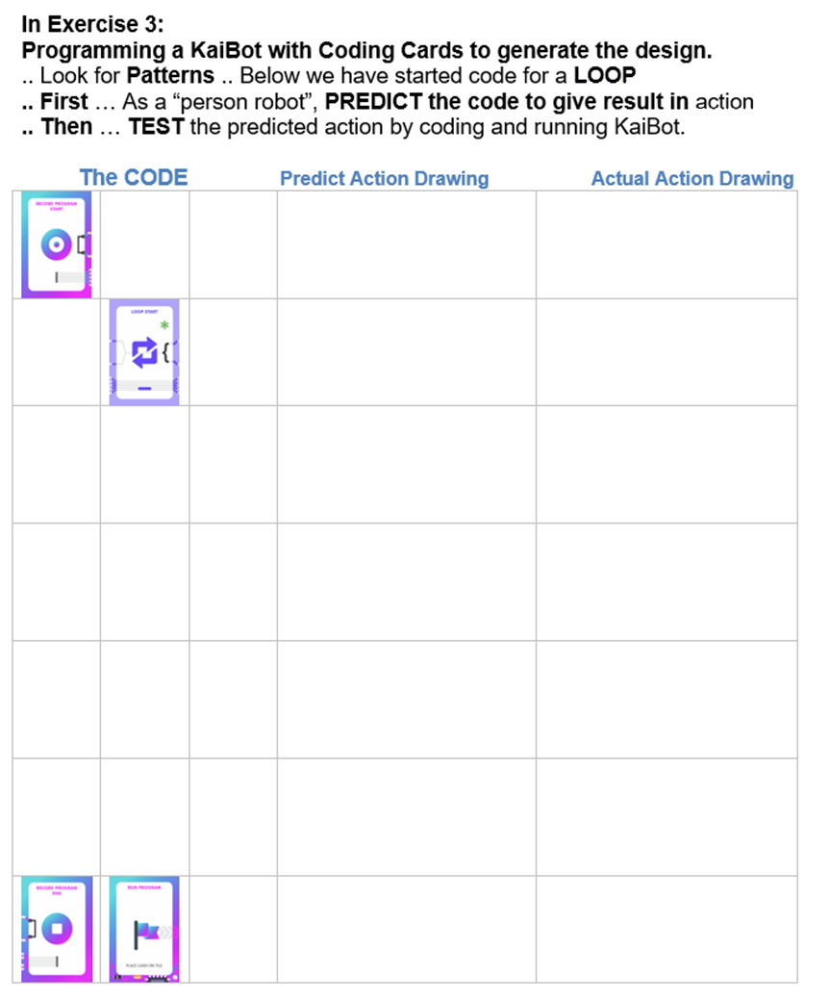 In Exercise 3:
Programming a KaiBot with Coding Cards to generate the design.
.. Look for Patterns .. Below we have started code for a LOOP
.. First … As a “person robot”, PREDICT the code to give result in action
.. Then … TEST the predicted action by coding and running KaiBot.
The CODE Predict Action Drawing Actual Action Drawing
RECORD PROGRAM
START
LOOP START
*
{
RECORD PROGRAM
END
RUN PROGRAM
PLACE CARD ON TILE